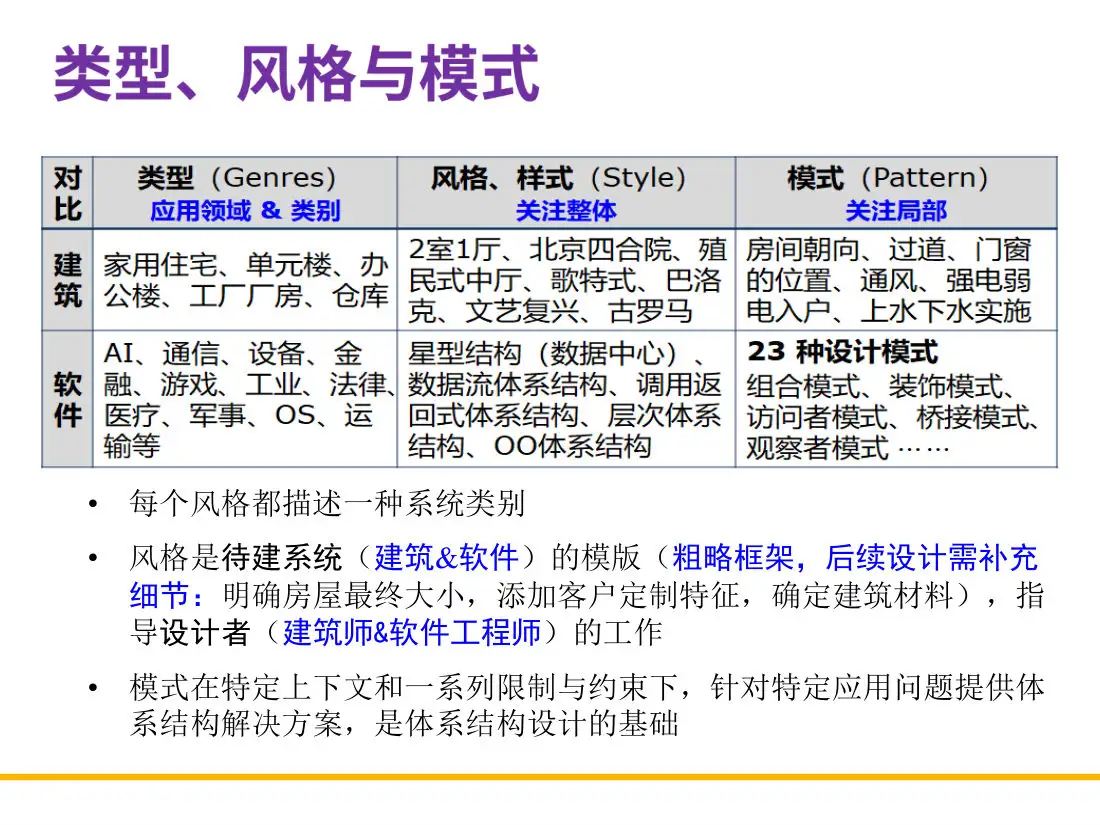 类型、风格与模式
对比
类型（Genres）
应用领域 & 类别
风格、样式（Style）
关注整体
模式（Pattern）
关注局部
建筑
家用住宅、单元楼、办
公楼、工厂厂房、仓库
2室1厅、北京四合院、殖
民式中厅、歌特式、巴洛
克、文艺复兴、古罗马
房间朝向、过道、门窗
的位置、通风、强电弱
电入户、上水下水实施
软件
AI、通信、设备、金
融、游戏、工业、法律、
医疗、军事、OS、运
输等
星型结构（数据中心）、
数据流体系结构、调用返
回式体系结构、层次体系
结构、OO体系结构
23 种设计模式
组合模式、装饰模式、
访问者模式、桥接模式、
观察者模式 ……
• 每个风格都描述一种系统类别
• 风格是待建系统（建筑&软件）的模版（粗略框架，后续设计需补充
细节：明确房屋最终大小，添加客户定制特征，确定建筑材料），指
导设计者（建筑师&软件工程师）的工作
• 模式在特定上下文和一系列限制与约束下，针对特定应用问题提供体
系结构解决方案，是体系结构设计的基础